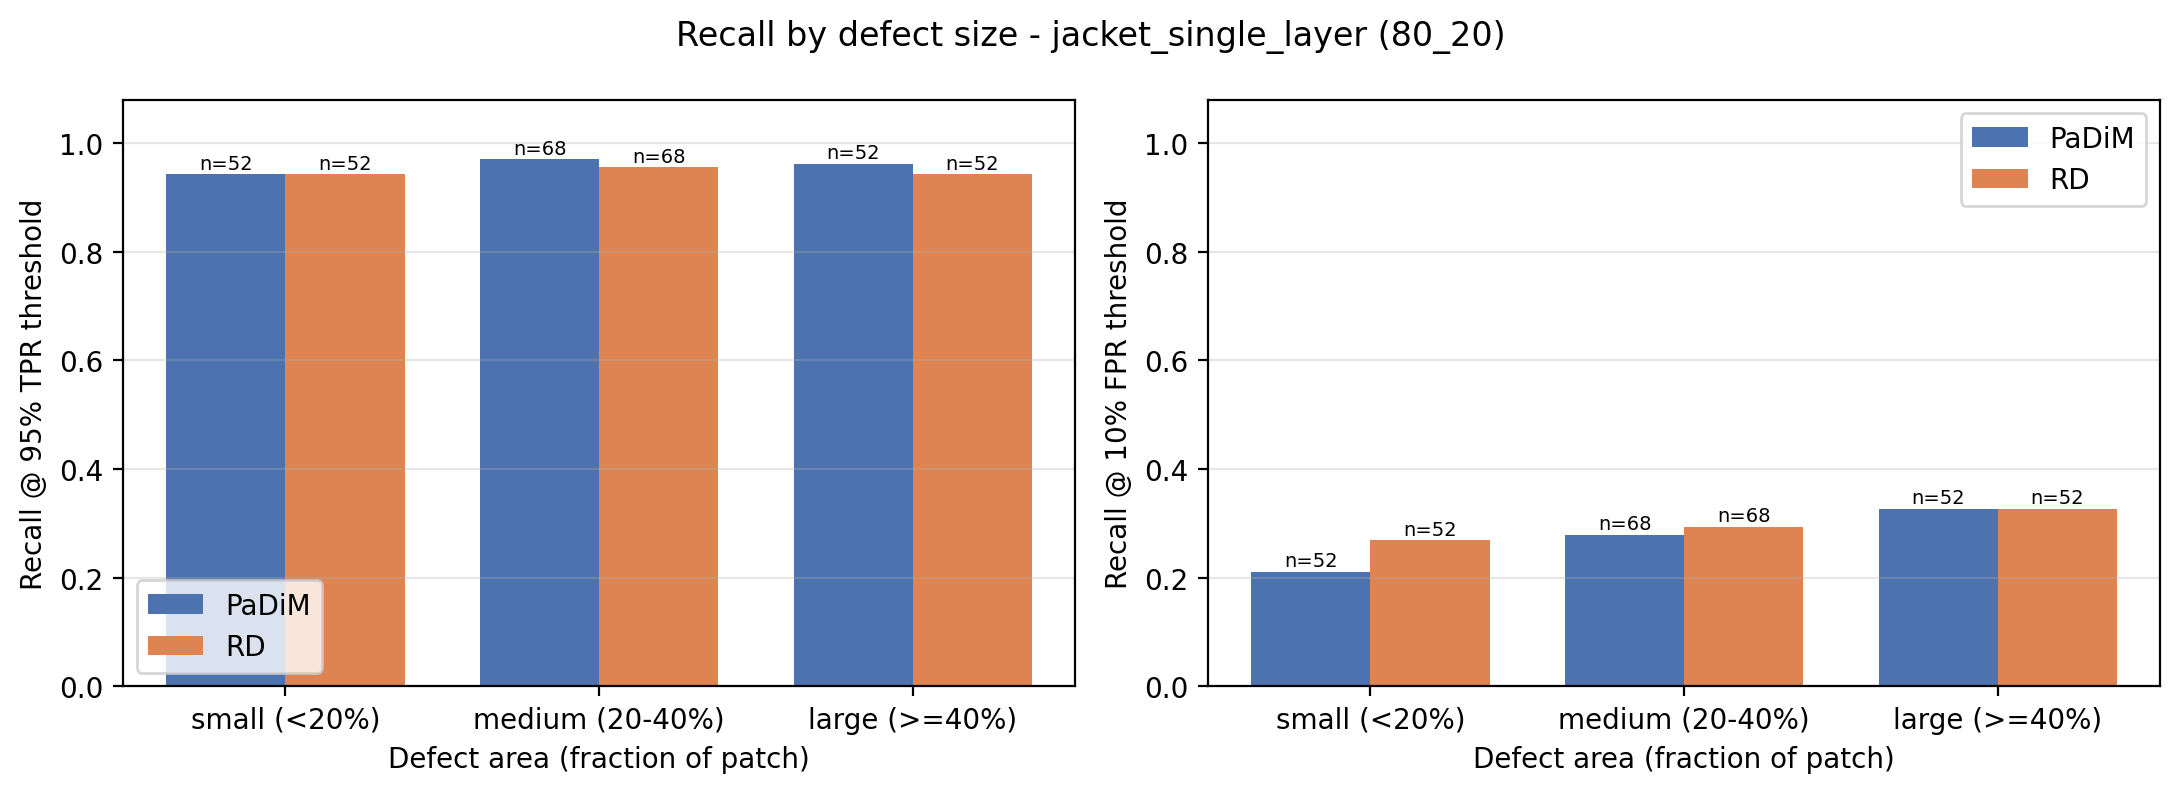 Recall by defect size - jacket_single_layer (80_20)
Recall @ 95% TPR threshold
1.0
0.8
0.6
0.4
0.2
0.0
n=52
n=52
n=68
n=68
n=52
n=52
PaDiM
RD
small (<20%)
medium (20-40%)
large (>=40%)
Defect area (fraction of patch)
Recall @ 10% FPR threshold
1.0
0.8
0.6
0.4
0.2
0.0
PaDiM
RD
n=52
n=52
n=68
n=68
n=52
n=52
small (<20%)
medium (20-40%)
large (>=40%)
Defect area (fraction of patch)